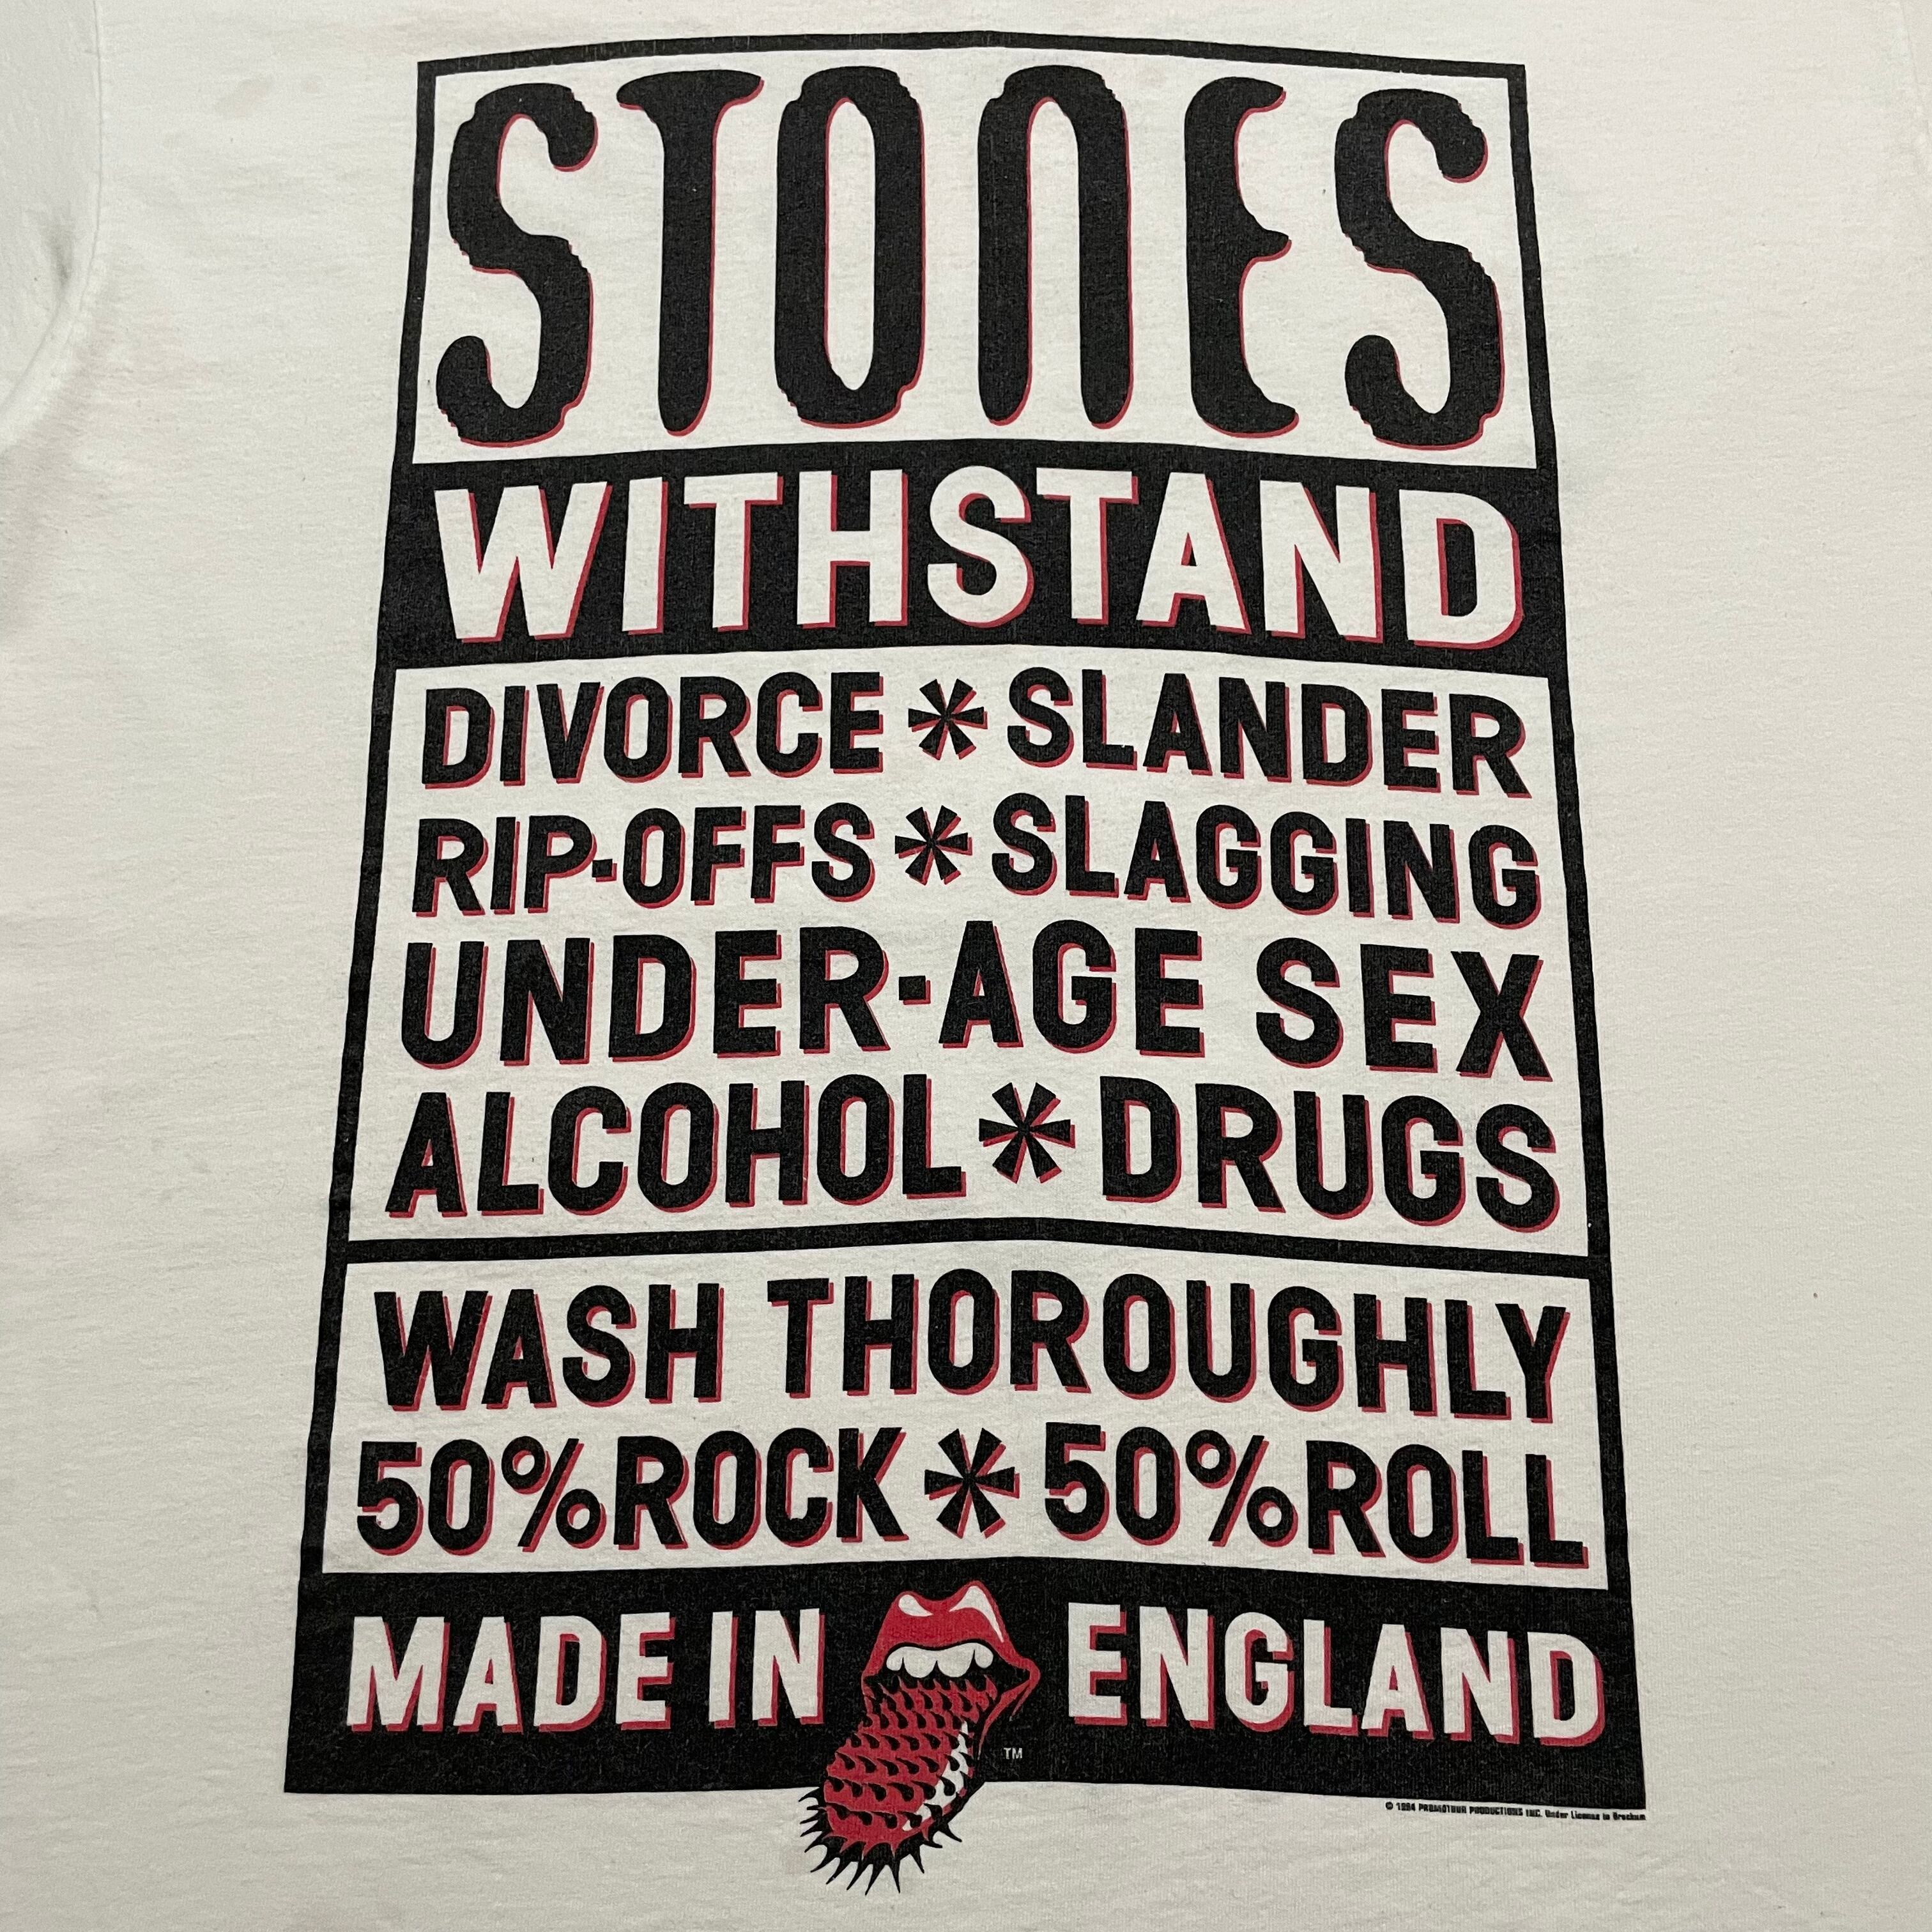 STONES
WITHSTAND
DIVORCE * SLANDER
RIP-OFFS * SLAGGING
UNDER-AGE SEX
ALCOHOL * DRUGS
WASH THOROUGHLY
50% ROCK * 50% ROLL
MADE IN ENGLAND
TM
© 1994 PROMOTOUR PRODUCTIONS INC. Under License to Brockum